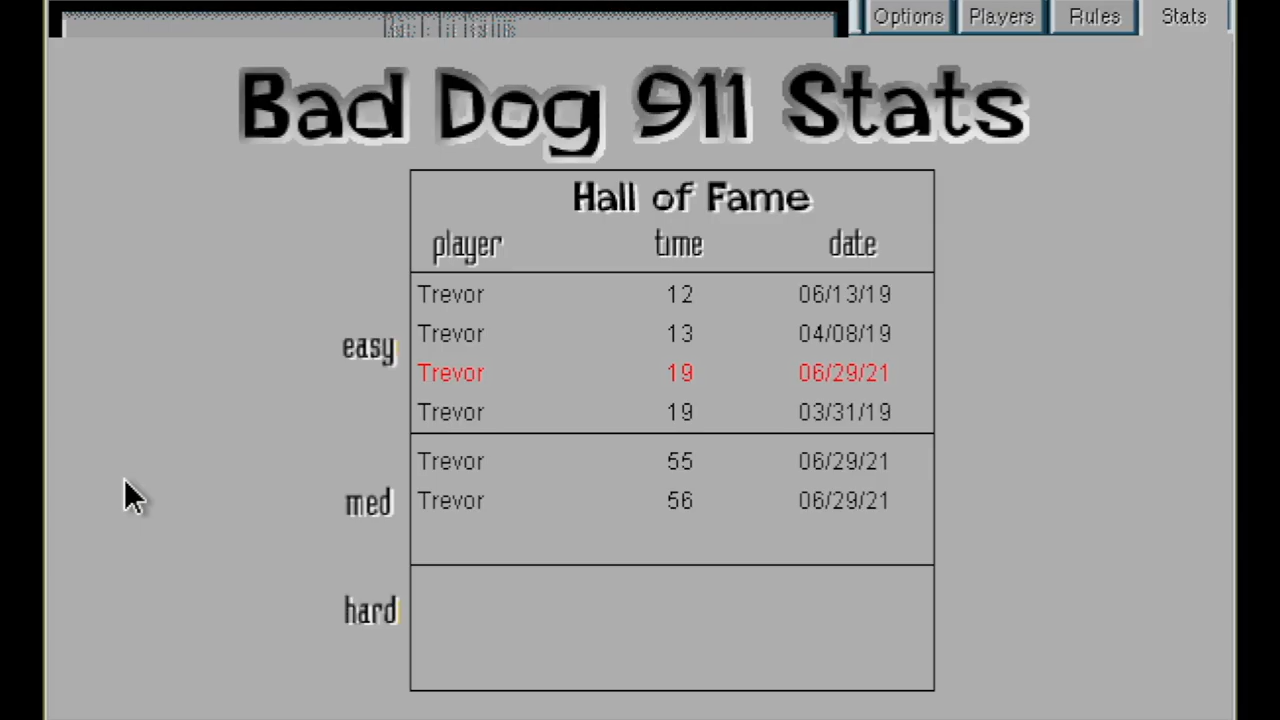 Options Players Rules Stats
Bad Dog 911 Stats
Hall of Fame
player time date
easy
Trevor 12 06/13/19
Trevor 13 04/08/19
Trevor 19 06/29/21
Trevor 19 03/31/19
med
Trevor 55 06/29/21
Trevor 56 06/29/21
hard